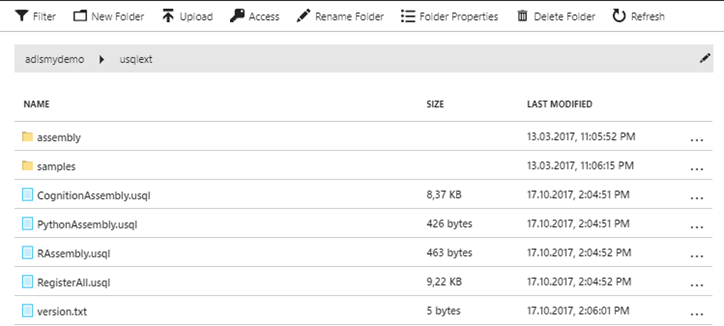 Filter New Folder Upload Access Rename Folder Folder Properties Delete Folder Refresh
adlsmydemo usqlext
NAME SIZE LAST MODIFIED
assembly 13.03.2017, 11:05:52 PM ...
samples 13.03.2017, 11:06:15 PM ...
CognitionAssembly.usql 8,37 KB 17.10.2017, 2:04:51 PM ...
PythonAssembly.usql 426 bytes 17.10.2017, 2:04:51 PM ...
RAssembly.usql 463 bytes 17.10.2017, 2:04:52 PM ...
RegisterAll.usql 9,22 KB 17.10.2017, 2:04:52 PM ...
version.txt 5 bytes 17.10.2017, 2:06:01 PM ...